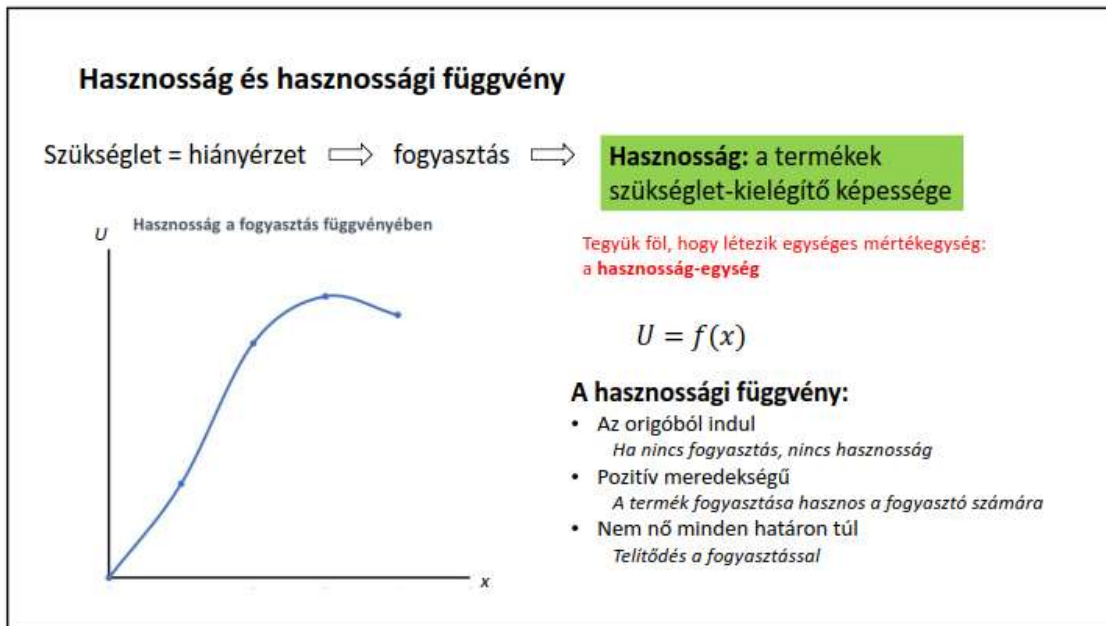 Hasznosság és hasznossági függvény
Szükséglet = hiányérzet ⇨ fogyasztás ⇨
Hasznosság: a termékek
szükséglet-kielégítő képessége
Hasznosság a fogyasztás függvényében
U
x
Tegyük föl, hogy létezik egységes mértékegység:
a hasznosság-egység
U = f(x)
A hasznossági függvény:
• Az origóból indul
Ha nincs fogyasztás, nincs hasznosság
• Pozitív meredekségű
A termék fogyasztása hasznos a fogyasztó számára
• Nem nő minden határon túl
Telítődés a fogyasztással